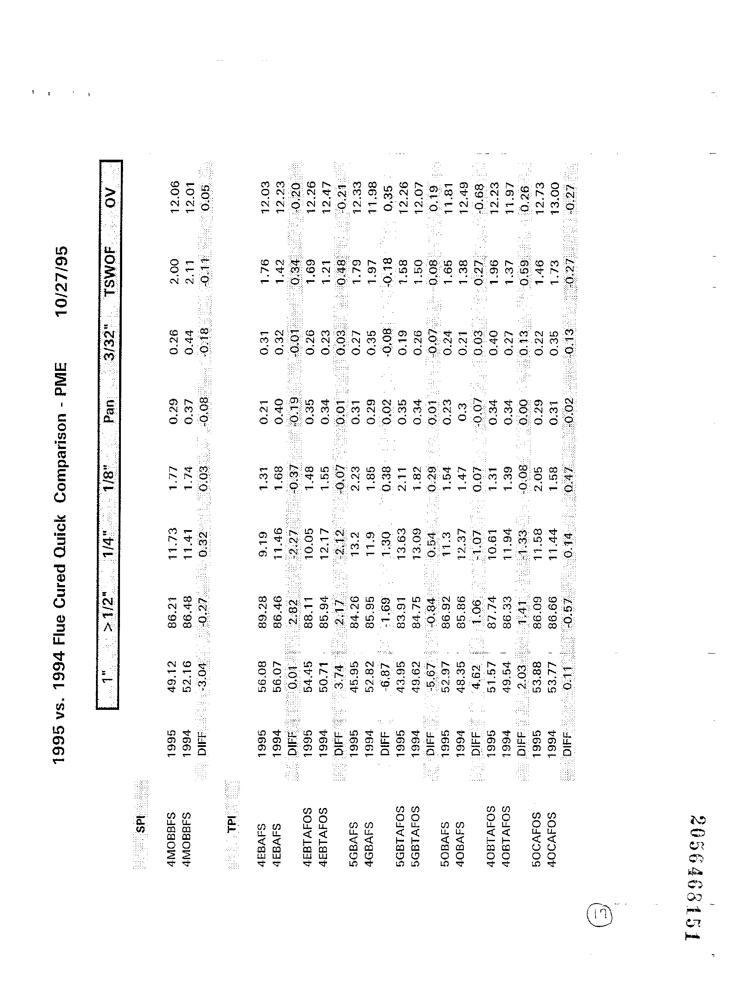 1995 vs. 1994 Flue Cured Quick Comparison - PME 10/27/95
1" > 1/2" 1/4" 1/8" Pan 3/32" TSWOF OV
SPI
4MOBBFS 1995 49.12 86.21 11.73 1.77 0.29 0.26 2.00 12.06
4MOBBFS 1994 52.16 86.48 11.41 1.74 0.37 0.44 2.11 12.01
DIFF -3.04 -0.27 0.32 0.03 -0.08 -0.18 -0.11 0.05
TPI
4EBAFS 1995 56.08 89.28 9.19 1.31 0.21 0.31 1.76 12.03
4EBAFS 1994 56.07 86.46 11.46 1.68 0.40 0.32 1.42 12.23
DIFF 0.01 2.82 -2.27 -0.37 -0.19 -0.01 0.34 -0.20
4EBTAFOS 1995 54.45 88.11 10.05 1.48 0.35 0.26 1.69 12.26
4EBTAFOS 1994 50.71 85.94 12.17 1.55 0.34 0.23 1.21 12.47
DIFF 3.74 2.17 -2.12 -0.07 0.01 0.03 0.48 -0.21
5GBAFS 1995 45.95 84.26 13.2 2.23 0.31 0.27 1.79 12.33
4GBAFS 1994 52.82 85.95 11.9 1.85 0.29 0.35 1.97 11.98
DIFF -6.87 -1.69 1.30 0.38 0.02 -0.08 -0.18 0.35
5GBTAFOS 1995 43.95 83.91 13.63 2.11 0.35 0.19 1.58 12.26
5GBTAFOS 1994 49.62 84.75 13.09 1.82 0.34 0.26 1.50 12.07
DIFF -5.67 -0.84 0.54 0.29 0.01 -0.07 0.08 0.19
5OBAFS 1995 52.97 86.92 11.3 1.54 0.23 0.24 1.65 11.81
4OBAFS 1994 48.35 85.86 12.37 1.47 0.3 0.21 1.38 12.49
DIFF 4.62 1.06 -1.07 0.07 -0.07 0.03 0.27 -0.68
4OBTAFOS 1995 51.57 87.74 10.61 1.31 0.34 0.40 1.96 12.23
4OBTAFOS 1994 49.54 86.33 11.94 1.39 0.34 0.27 1.37 11.97
DIFF 2.03 1.41 -1.33 -0.08 0.00 0.13 0.59 0.26
5OCAFOS 1995 53.88 86.09 11.58 2.05 0.29 0.22 1.46 12.73
4OCAFOS 1994 53.77 86.66 11.44 1.58 0.31 0.35 1.73 13.00
DIFF 0.11 -0.57 0.14 0.47 -0.02 -0.13 -0.27 -0.27
2056468151